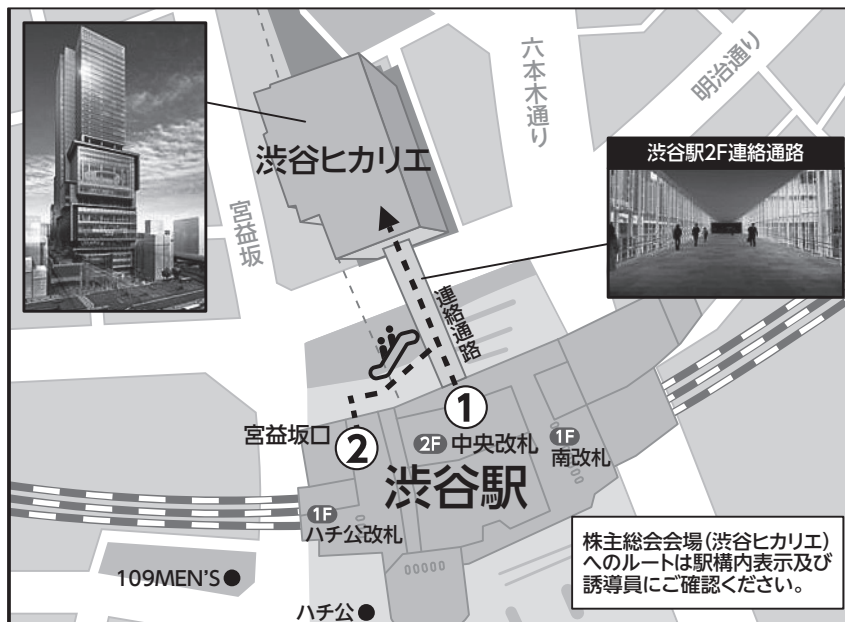 六本木通り
明治通り
渋谷ヒカリエ
渋谷駅2F連絡通路
宮益坂
連絡通路
①
宮益坂口
②
2F 中央改札
1F
南改札
渋谷駅
1F
ハチ公改札
株主総会会場(渋谷ヒカリエ)
へのルートは駅構内表示及び
誘導員にご確認ください。
109MEN'S●
00000
ハチ公●